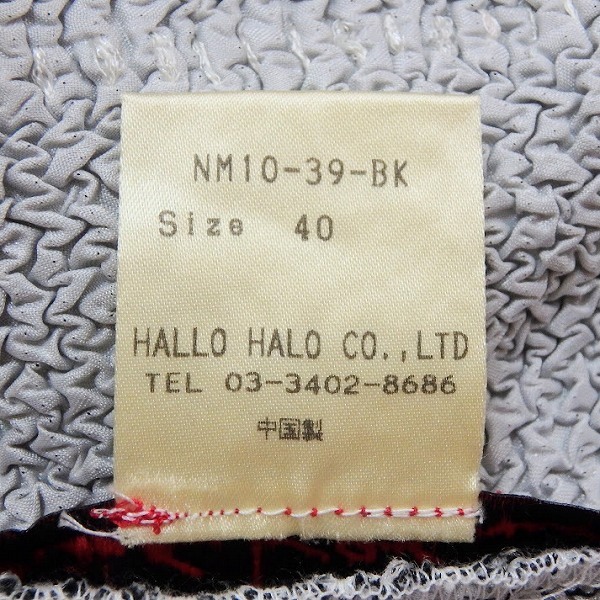 NM10-39-BK
Size 40
HALLO HALO CO.,LTD
TEL 03-3402-8686
中国製